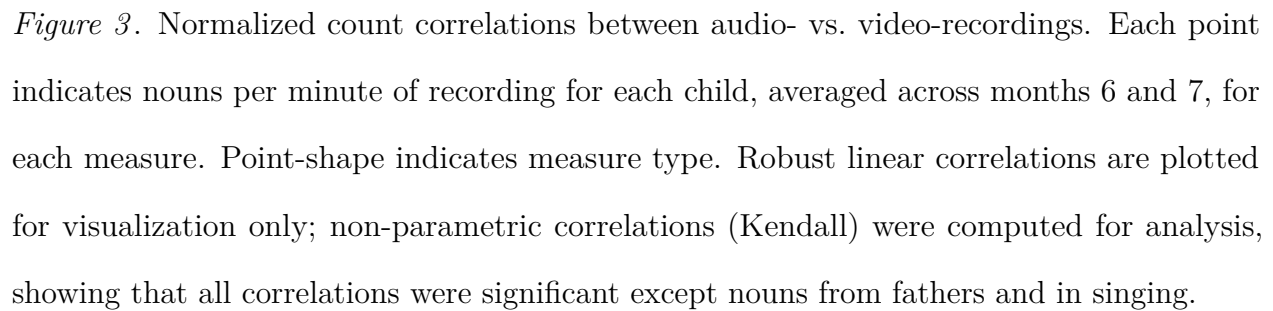 Figure 3. Normalized count correlations between audio- vs. video-recordings. Each point
indicates nouns per minute of recording for each child, averaged across months 6 and 7, for
each measure. Point-shape indicates measure type. Robust linear correlations are plotted
for visualization only; non-parametric correlations (Kendall) were computed for analysis,
showing that all correlations were significant except nouns from fathers and in singing.